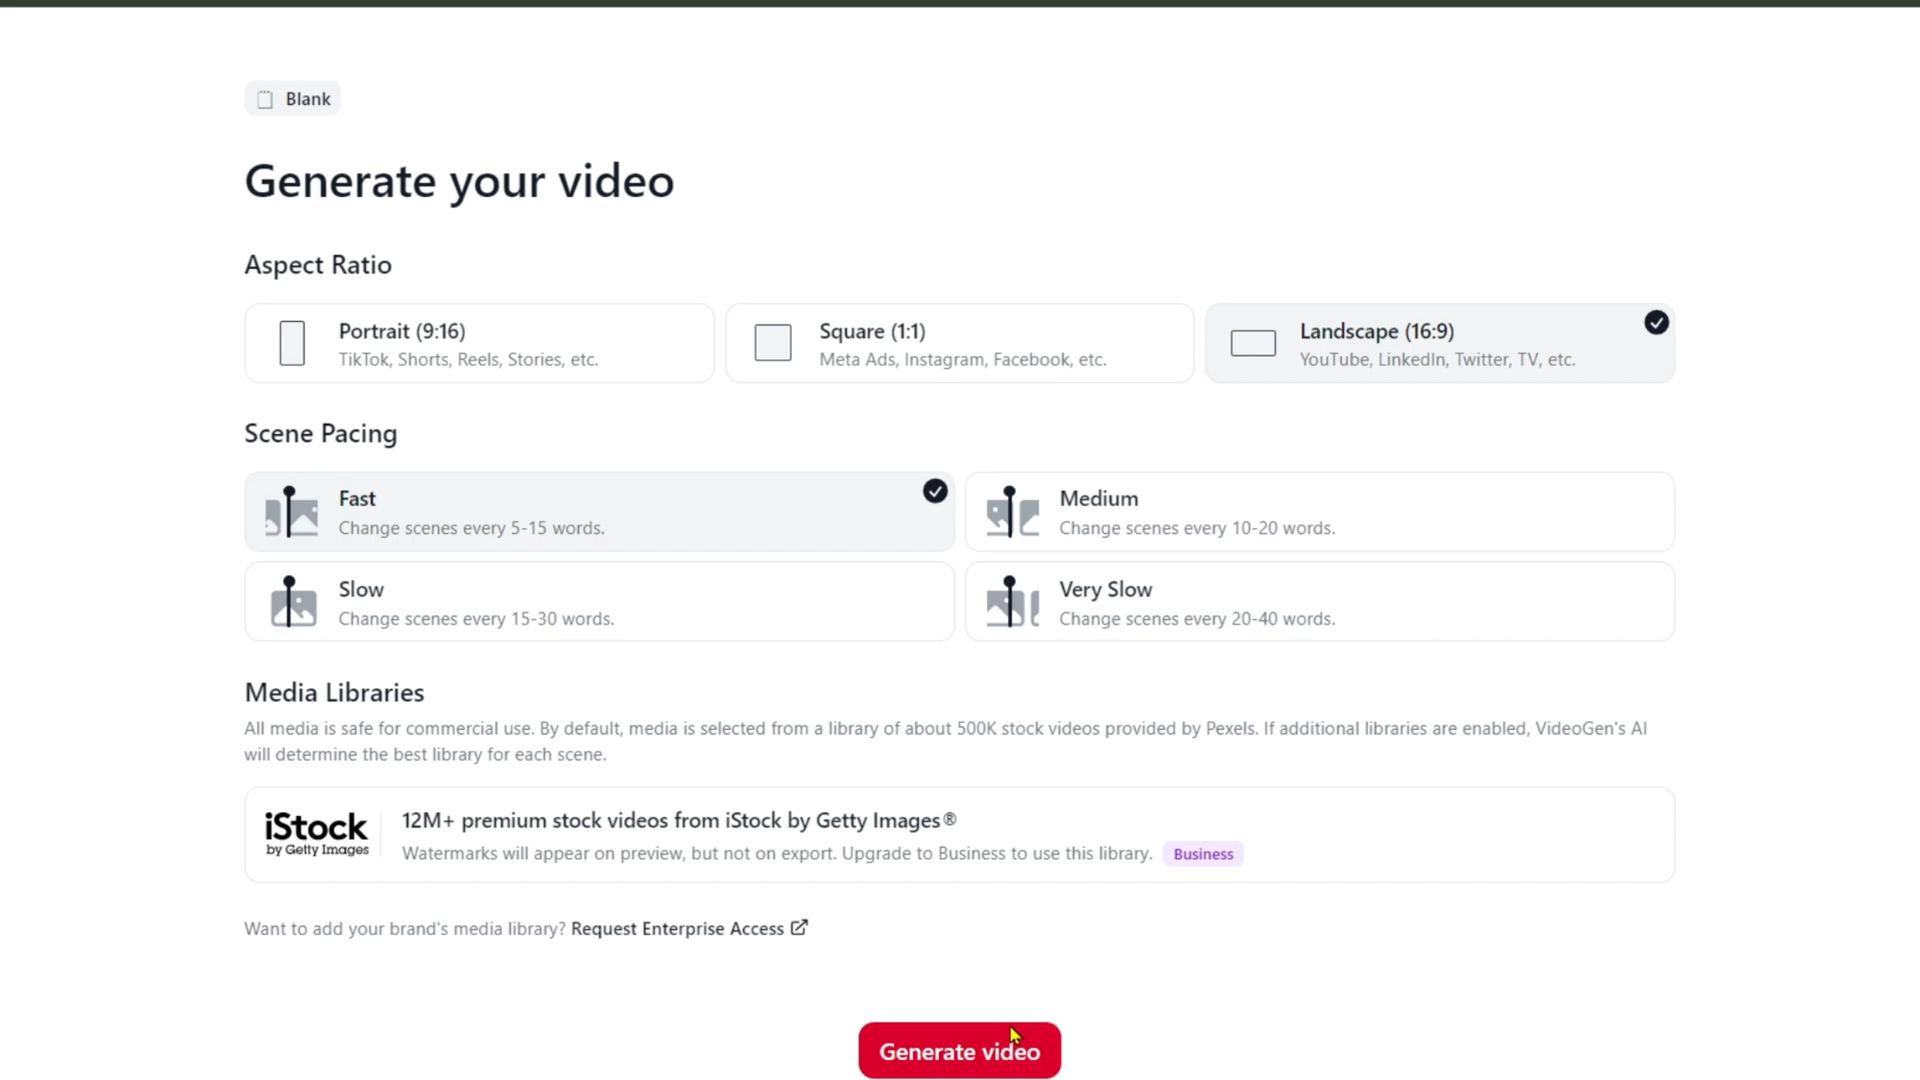 Blank
Generate your video
Aspect Ratio
Portrait (9:16)
TikTok, Shorts, Reels, Stories, etc.
Square (1:1)
Meta Ads, Instagram, Facebook, etc.
Landscape (16:9)
YouTube, LinkedIn, Twitter, TV, etc.
Scene Pacing
Fast
Change scenes every 5-15 words.
Medium
Change scenes every 10-20 words.
Slow
Change scenes every 15-30 words.
Very Slow
Change scenes every 20-40 words.
Media Libraries
All media is safe for commercial use. By default, media is selected from a library of about 500K stock videos provided by Pexels. If additional libraries are enabled, VideoGen's AI
will determine the best library for each scene.
iStock
by Getty Images
12M+ premium stock videos from iStock by Getty Images®
Watermarks will appear on preview, but not on export. Upgrade to Business to use this library. Business
Want to add your brand's media library? Request Enterprise Access
Generate video